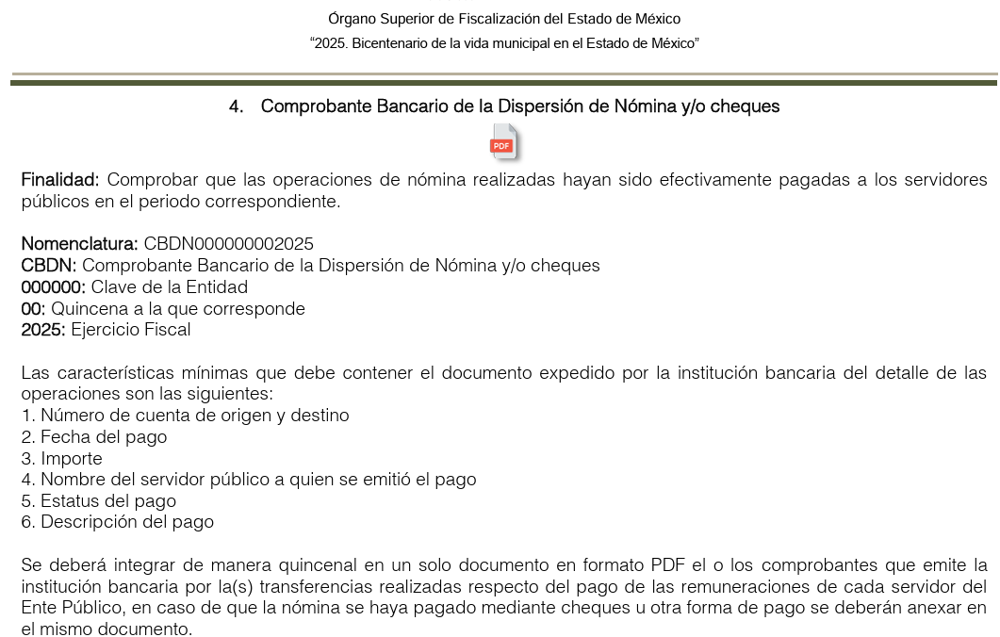 Órgano Superior de Fiscalización del Estado de México
“2025. Bicentenario de la vida municipal en el Estado de México”
4. Comprobante Bancario de la Dispersión de Nómina y/o cheques
PDF
Finalidad: Comprobar que las operaciones de nómina realizadas hayan sido efectivamente pagadas a los servidores
públicos en el periodo correspondiente.
Nomenclatura: CBDN000000002025
CBDN: Comprobante Bancario de la Dispersión de Nómina y/o cheques
000000: Clave de la Entidad
00: Quincena a la que corresponde
2025: Ejercicio Fiscal
Las características mínimas que debe contener el documento expedido por la institución bancaria del detalle de las
operaciones son las siguientes:
1. Número de cuenta de origen y destino
2. Fecha del pago
3. Importe
4. Nombre del servidor público a quien se emitió el pago
5. Estatus del pago
6. Descripción del pago
Se deberá integrar de manera quincenal en un solo documento en formato PDF el o los comprobantes que emite la
institución bancaria por la(s) transferencias realizadas respecto del pago de las remuneraciones de cada servidor del
Ente Público, en caso de que la nómina se haya pagado mediante cheques u otra forma de pago se deberán anexar en
el mismo documento.